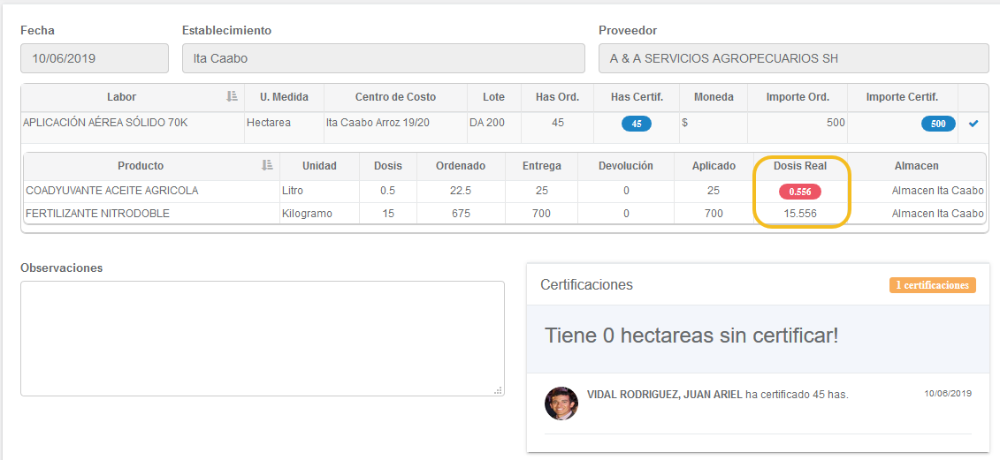 Fecha Establecimiento Proveedor
10/06/2019 Ita Caabo A & A SERVICIOS AGROPECUARIOS SH
Labor U. Medida Centro de Costo Lote Has Ord. Has Certif. Moneda Importe Ord. Importe Certif.
APLICACIÓN AÉREA SÓLIDO 70K Hectarea Ita Caabo Arroz 19/20 DA 200 45 45 $ 500 500
Producto Unidad Dosis Ordenado Entrega Devolución Aplicado Dosis Real Almacen
COADYUVANTE ACEITE AGRICOLA Litro 0.5 22.5 25 0 25 0.556 Almacen Ita Caabo
FERTILIZANTE NITRODOBLE Kilogramo 15 675 700 0 700 15.556 Almacen Ita Caabo
Observaciones
Certificaciones 1 certificaciones
Tiene 0 hectareas sin certificar!
VIDAL RODRIGUEZ, JUAN ARIEL ha certificado 45 has. 10/06/2019